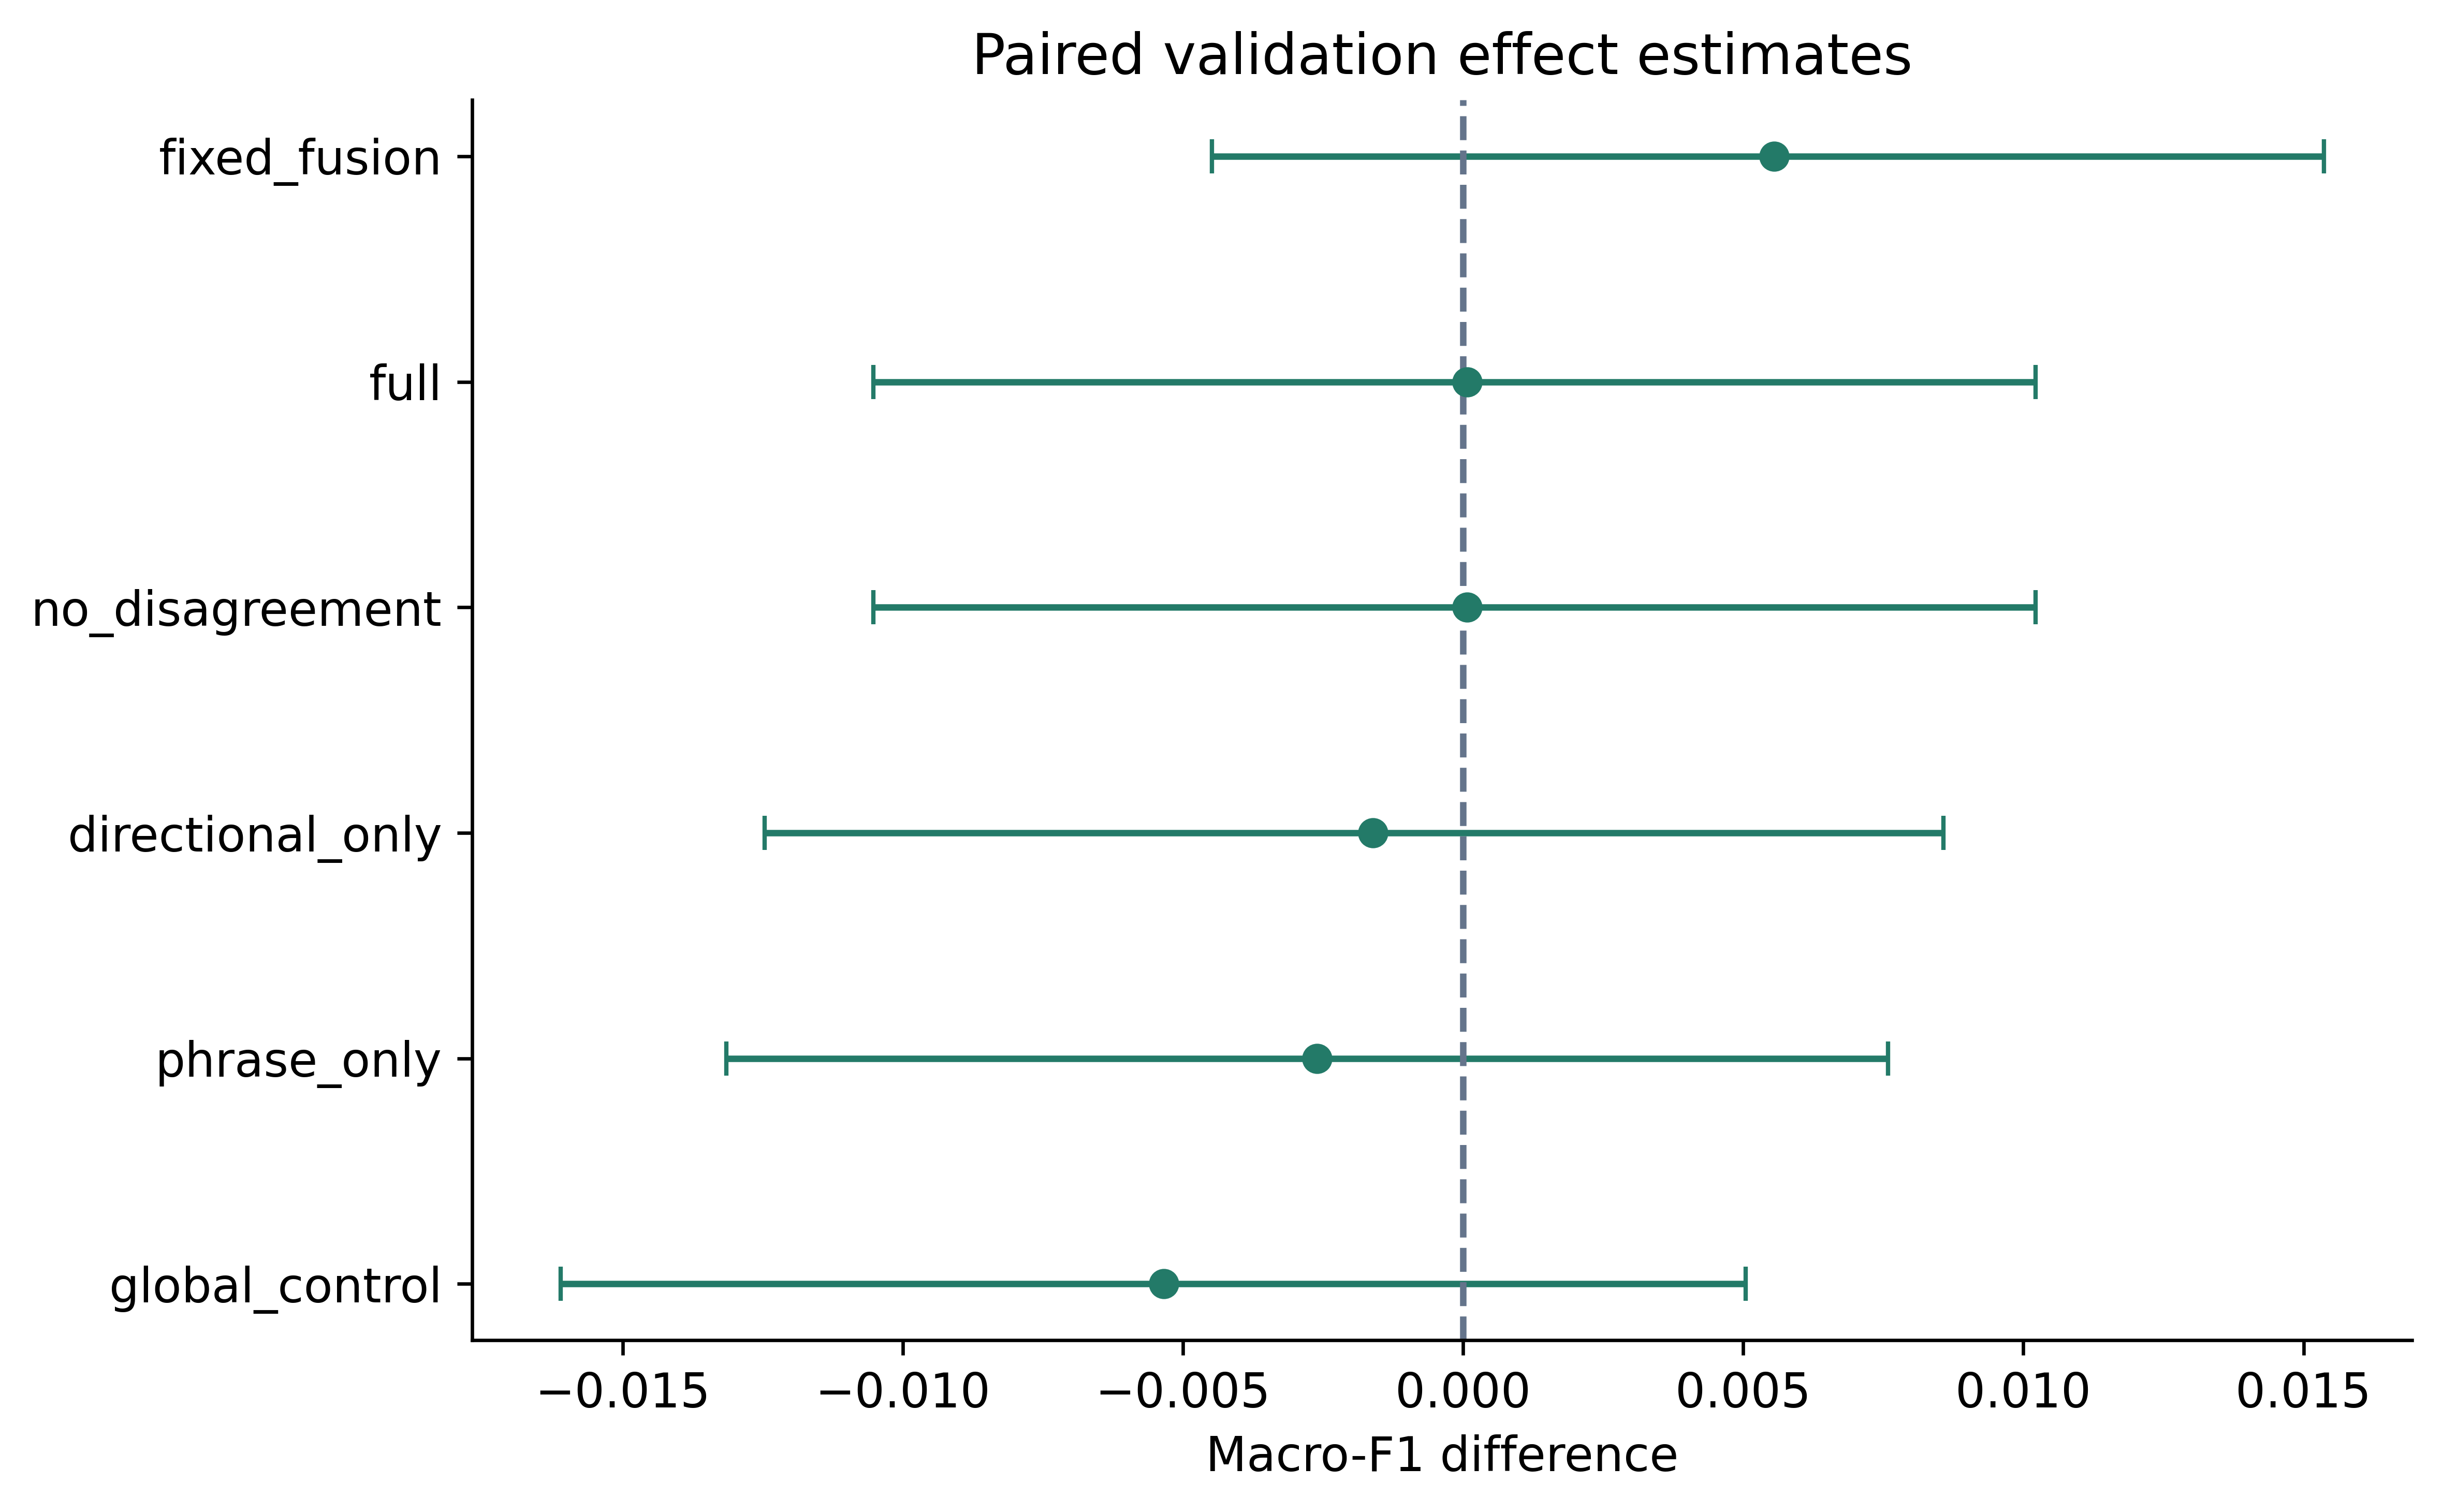 Paired validation effect estimates
fixed_fusion
full
no_disagreement
directional_only
phrase_only
global_control
−0.015 −0.010 −0.005 0.000 0.005 0.010 0.015
Macro-F1 difference